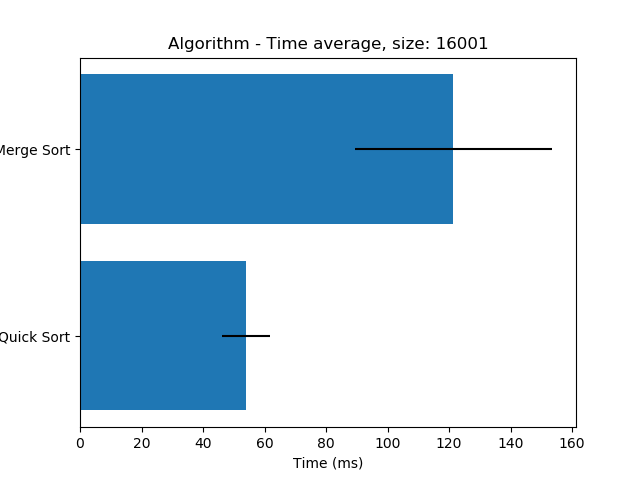 Algorithm - Time average, size: 16001
Merge Sort
Quick Sort
0 20 40 60 80 100 120 140 160
Time (ms)